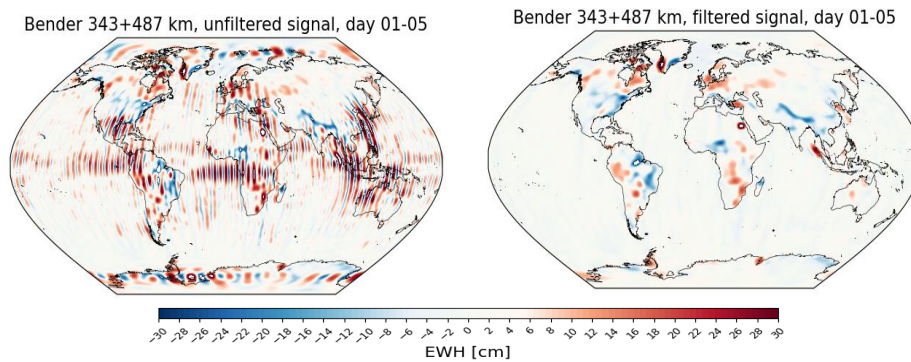 Bender 343+487 km, unfiltered signal, day 01-05
Bender 343+487 km, filtered signal, day 01-05
−30 −28 −26 −24 −22 −20 −18 −16 −14 −12 −10 −8 −6 −4 −2 0 2 4 6 8 10 12 14 16 18 20 22 24 26 28 30
EWH [cm]